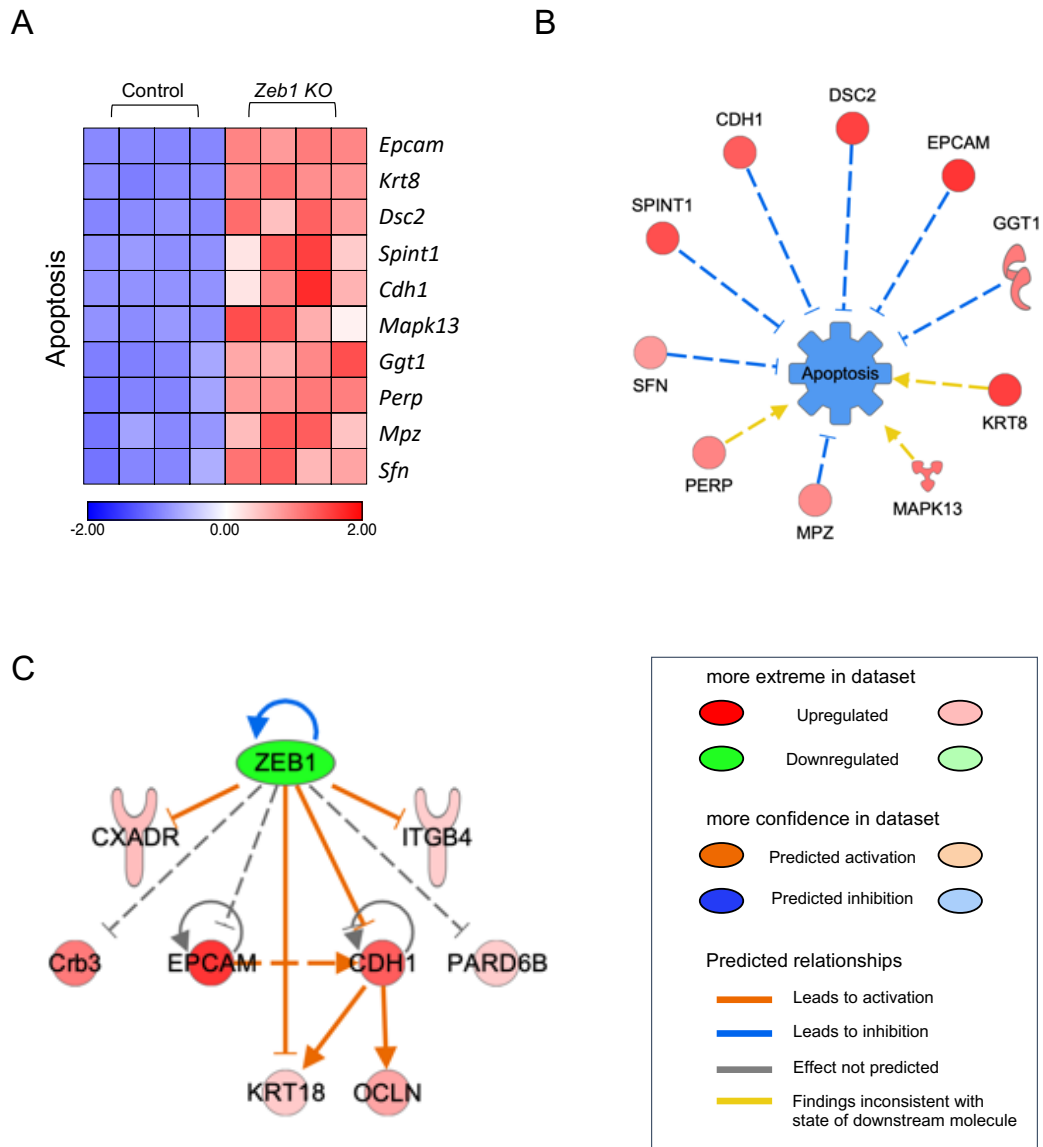 A
Control
Zeb1 KO
Apoptosis
Epcam
Krt8
Dsc2
Spint1
Cdh1
Mapk13
Ggt1
Perp
Mpz
Sfn
-2.00
0.00
2.00
B
DSC2
CDH1
EPCAM
SPINT1
GGT1
Apoptosis
SFN
KRT8
PERP
MAPK13
MPZ
C
ZEB1
CXADR
ITGB4
Crb3
EPCAM
CDH1
PARD6B
KRT18
OCLN
more extreme in dataset
Upregulated
Downregulated
more confidence in dataset
Predicted activation
Predicted inhibition
Predicted relationships
Leads to activation
Leads to inhibition
Effect not predicted
Findings inconsistent with
state of downstream molecule